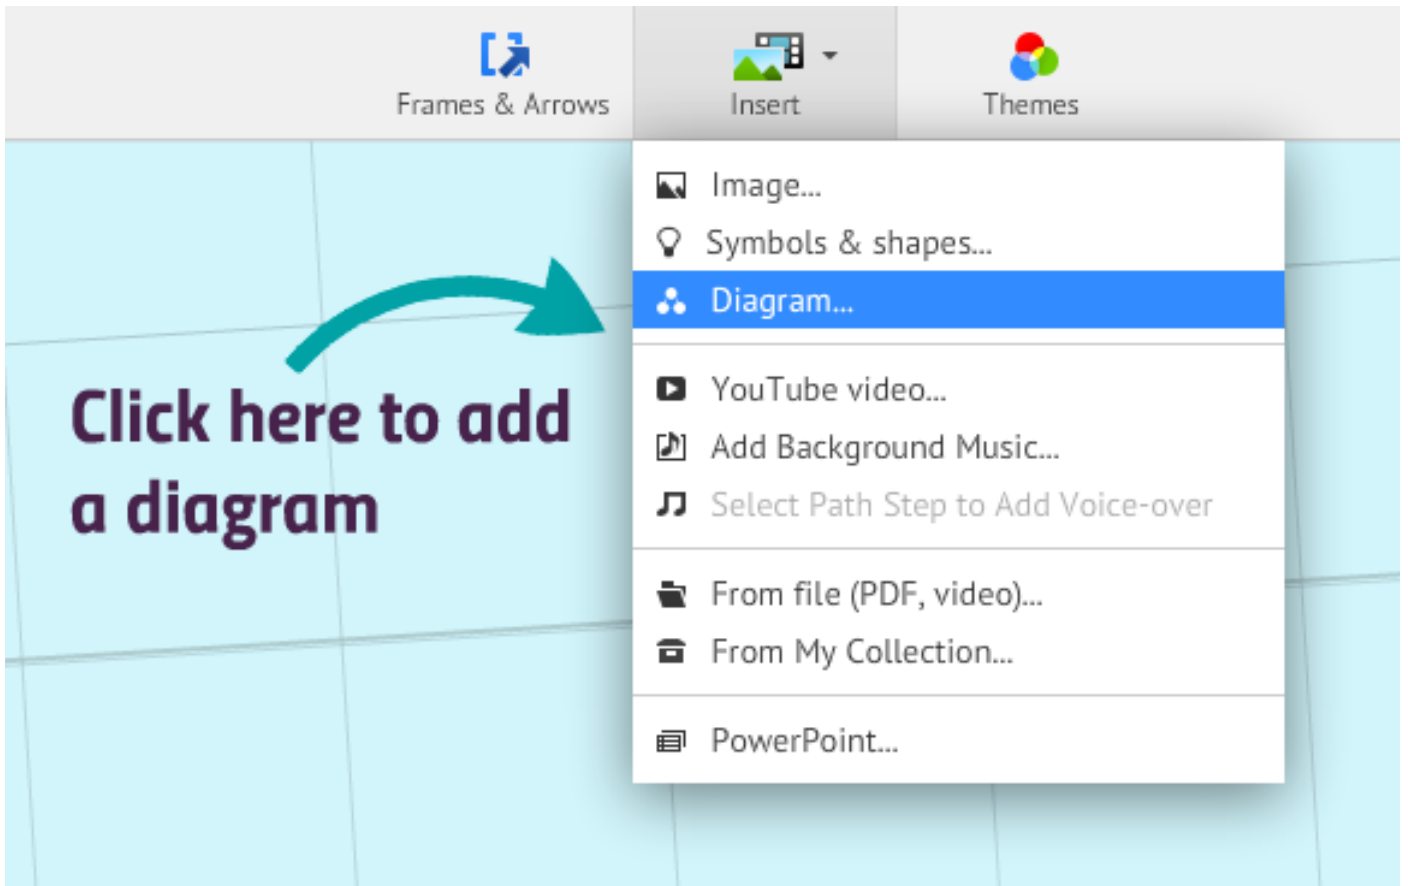 Frames & Arrows
Insert
Themes
Image...
Symbols & shapes...
Diagram...
YouTube video...
Add Background Music...
Select Path Step to Add Voice-over
From file (PDF, video)...
From My Collection...
PowerPoint...
Click here to add
a diagram